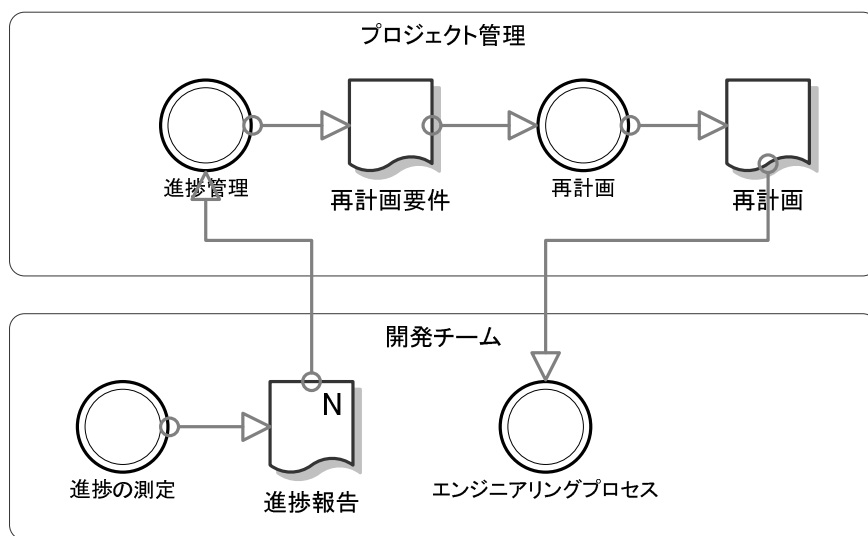 プロジェクト管理
進捗管理
再計画要件
再計画
再計画
開発チーム
N
進捗の測定
進捗報告
エンジニアリングプロセス